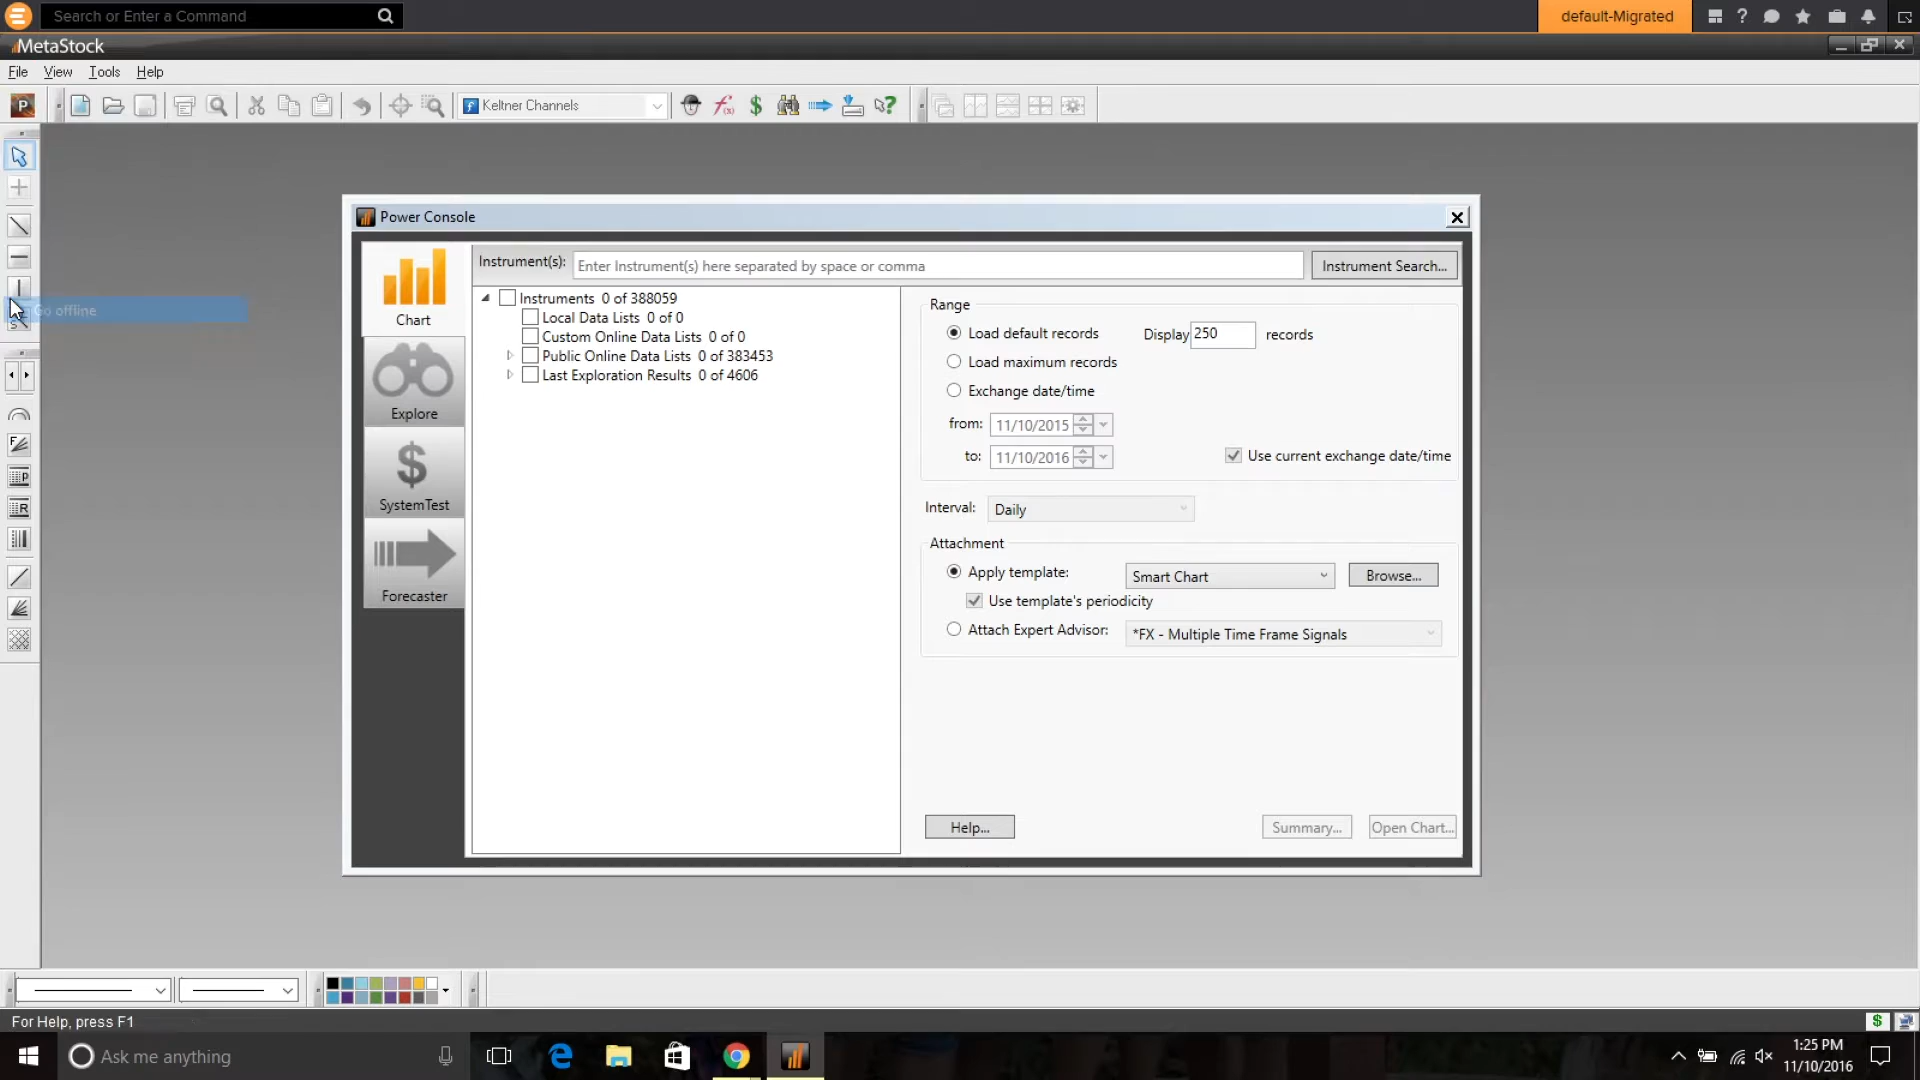 Search or Enter a Command
default-Migrated
MetaStock
File View Tools Help
P
Keltner Channels
Power Console
Chart
Explore
SystemTest
Forecaster
Instrument(s): Enter Instrument(s) here separated by space or comma Instrument Search...
Instruments 0 of 388059
Local Data Lists 0 of 0
Custom Online Data Lists 0 of 0
Public Online Data Lists 0 of 383453
Last Exploration Results 0 of 4606
Range
Load default records Display 250 records
Load maximum records
Exchange date/time
from: 11/10/2015
to: 11/10/2016 Use current exchange date/time
Interval: Daily
Attachment
Apply template: Smart Chart Browse...
Use template's periodicity
Attach Expert Advisor: *FX - Multiple Time Frame Signals
Help... Summary... Open Chart...
Go offline
For Help, press F1
Ask me anything
1:25 PM
11/10/2016